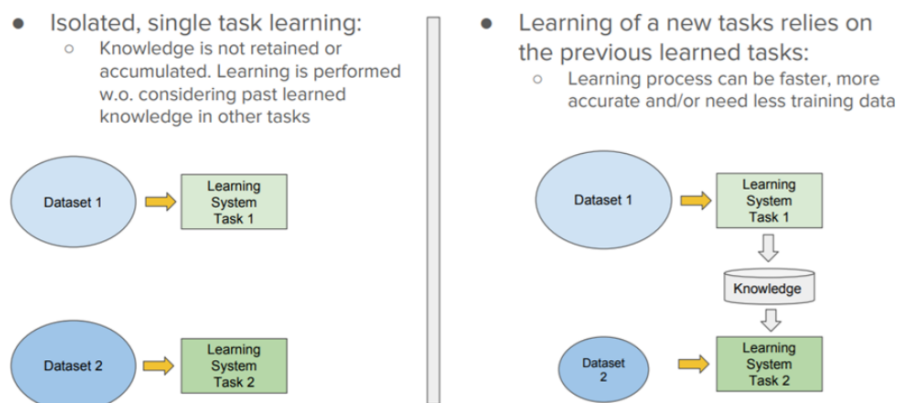 ● Isolated, single task learning:
○ Knowledge is not retained or
accumulated. Learning is performed
w.o. considering past learned
knowledge in other tasks
Dataset 1
Learning
System
Task 1
Dataset 2
Learning
System
Task 2
● Learning of a new tasks relies on
the previous learned tasks:
○ Learning process can be faster, more
accurate and/or need less training data
Dataset 1
Learning
System
Task 1
Knowledge
Dataset
2
Learning
System
Task 2